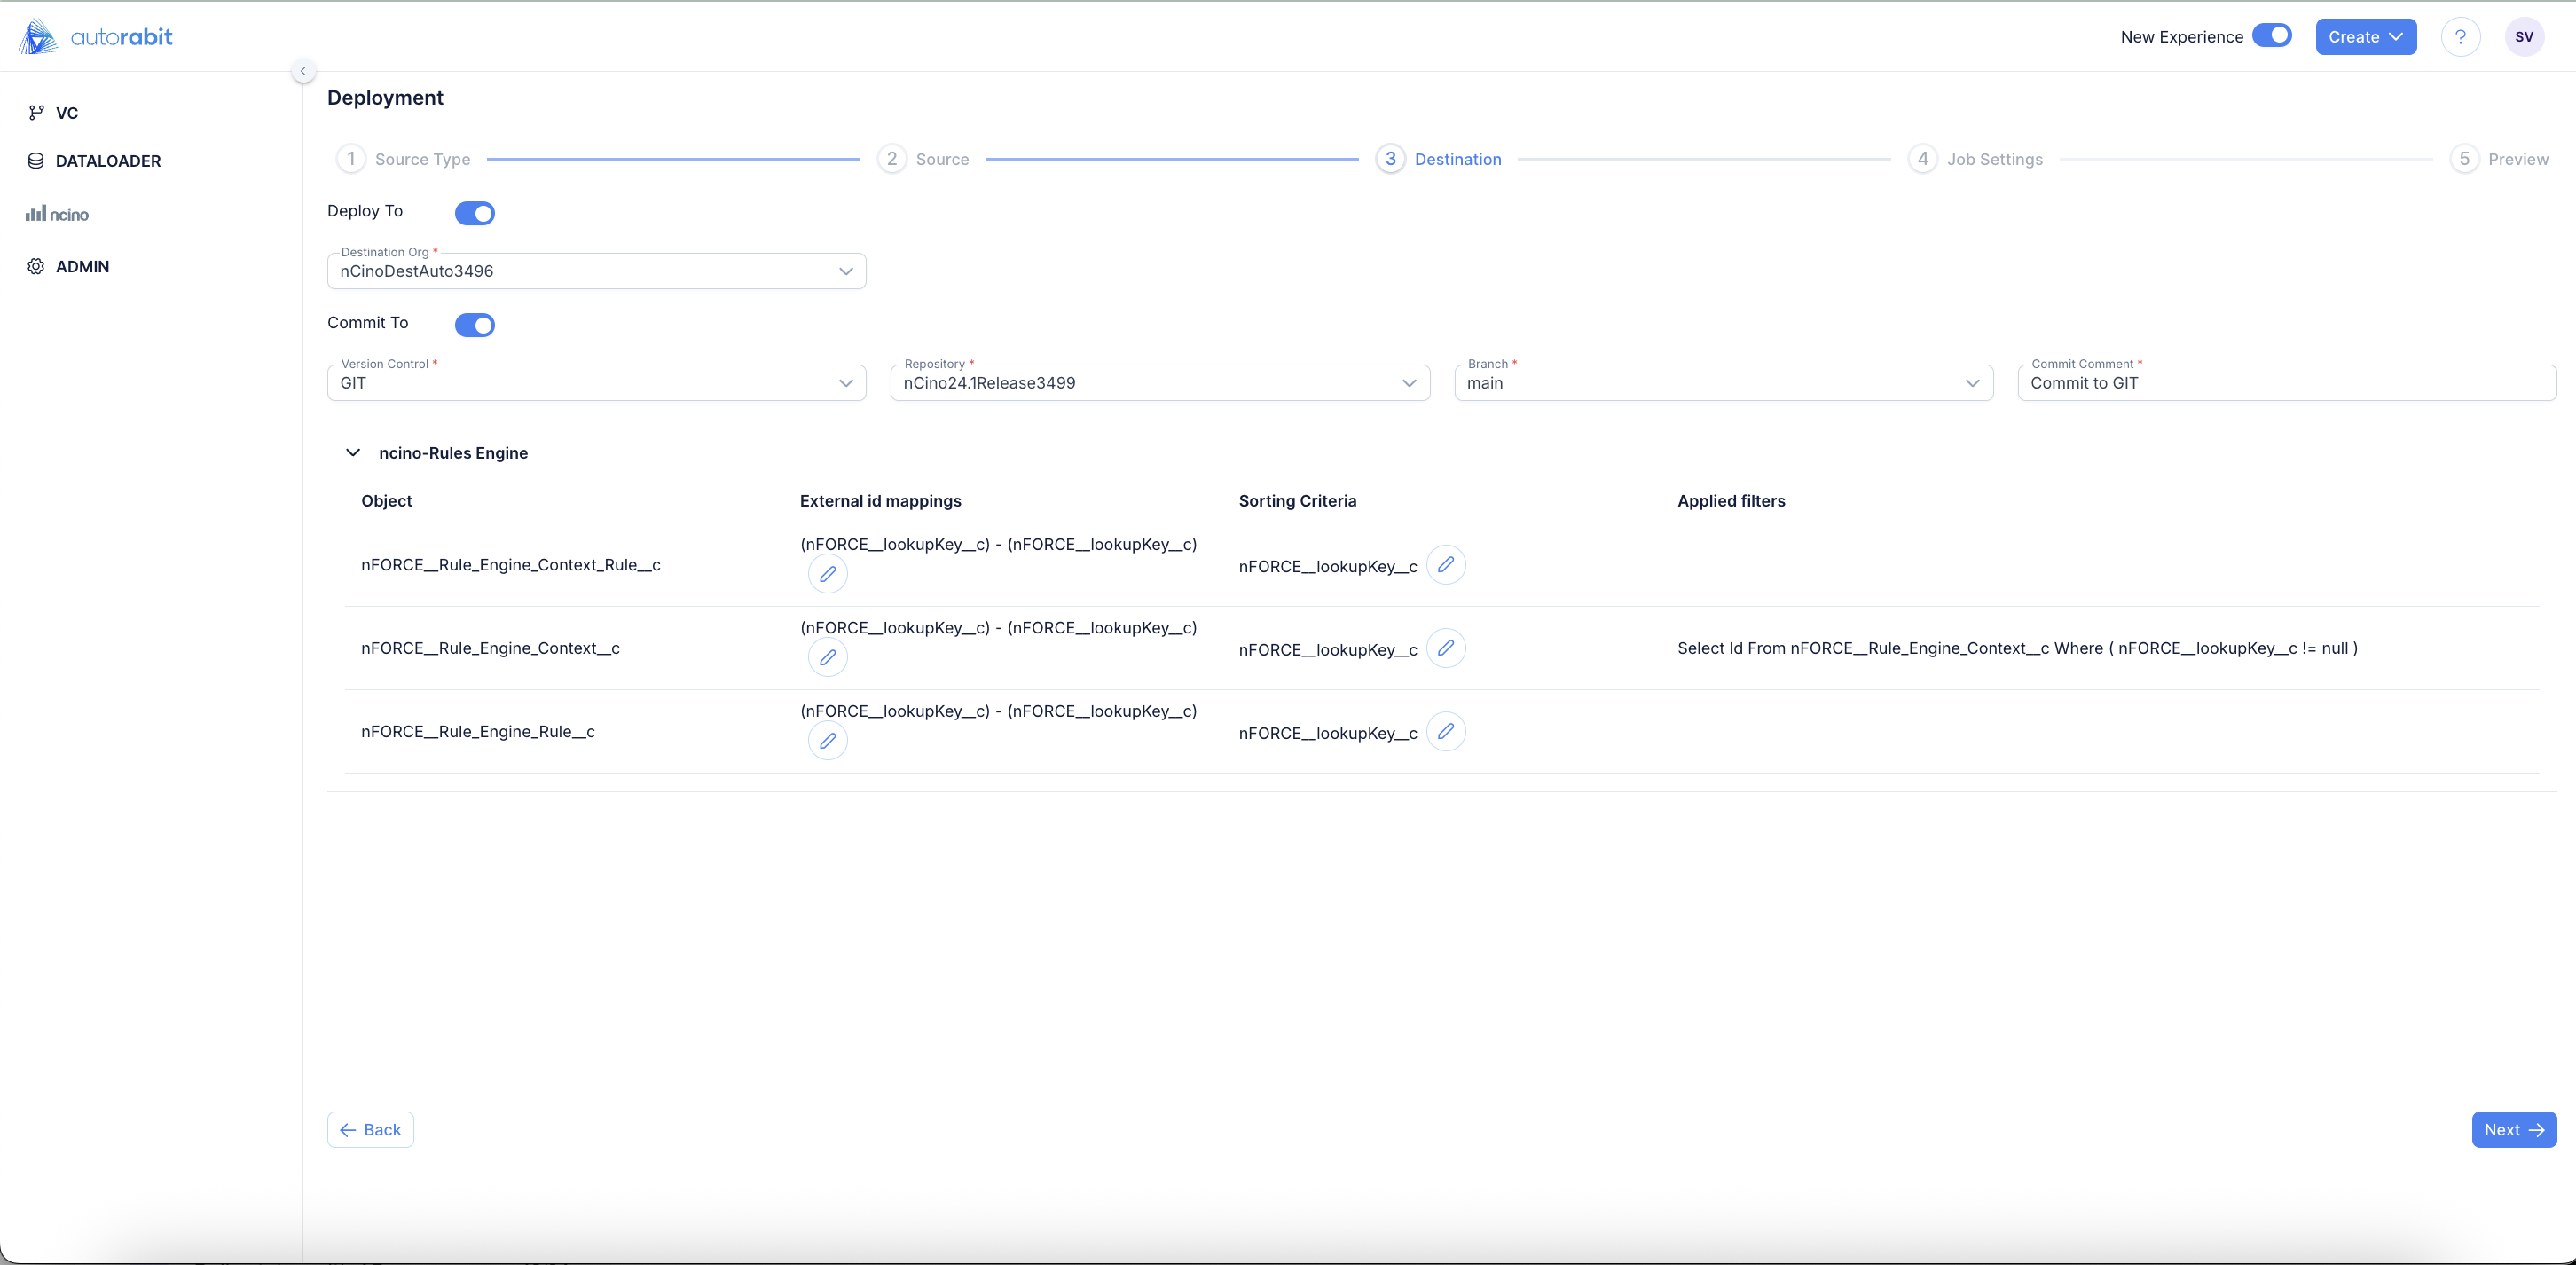 autorabit
New Experience
Create
?
SV
VC
DATALOADER
ncino
ADMIN
Deployment
1 Source Type
2 Source
3 Destination
4 Job Settings
5 Preview
Deploy To
Destination Org *
nCinoDestAuto3496
Commit To
Version Control *
GIT
Repository *
nCino24.1Release3499
Branch *
main
Commit Comment *
Commit to GIT
ncino-Rules Engine
Object External id mappings Sorting Criteria Applied filters
nFORCE__Rule_Engine_Context_Rule__c (nFORCE__lookupKey__c) - (nFORCE__lookupKey__c) nFORCE__lookupKey__c
nFORCE__Rule_Engine_Context__c (nFORCE__lookupKey__c) - (nFORCE__lookupKey__c) nFORCE__lookupKey__c Select Id From nFORCE__Rule_Engine_Context__c Where ( nFORCE__lookupKey__c != null )
nFORCE__Rule_Engine_Rule__c (nFORCE__lookupKey__c) - (nFORCE__lookupKey__c) nFORCE__lookupKey__c
Back
Next